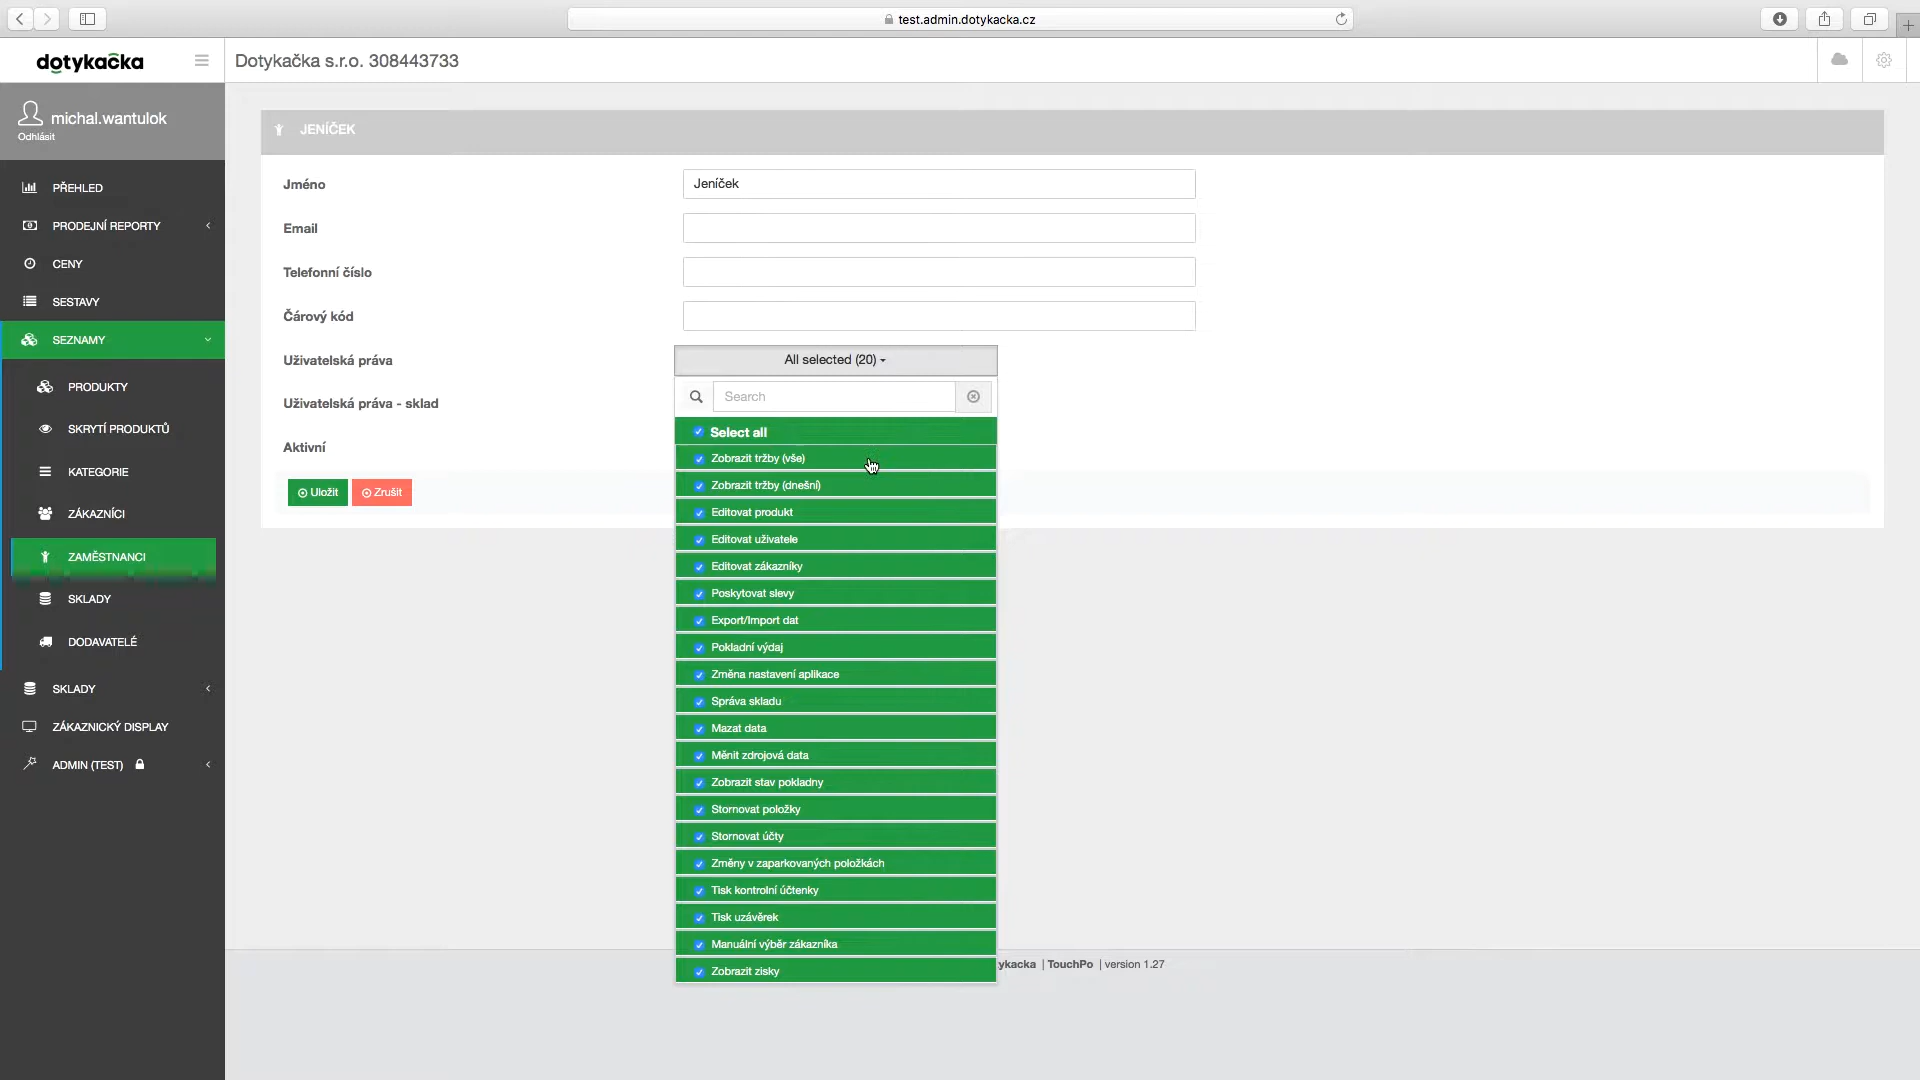 test.admin.dotykacka.cz
dotykačka
Dotykačka s.r.o. 308443733
michal.wantulok
Odhlásit
PŘEHLED
PRODEJNÍ REPORTY
CENY
SESTAVY
SEZNAMY
PRODUKTY
SKRYTÍ PRODUKTŮ
KATEGORIE
ZÁKAZNÍCI
ZAMĚSTNANCI
SKLADY
DODAVATELÉ
SKLADY
ZÁKAZNICKÝ DISPLAY
ADMIN (TEST)
JENÍČEK
Jméno
Jeníček
Email
Telefonní číslo
Čárový kód
Uživatelská práva
All selected (20)
Uživatelská práva - sklad
Aktivní
Uložit
Zrušit
Search
Select all
Zobrazit tržby (vše)
Zobrazit tržby (dnešní)
Editovat produkt
Editovat uživatele
Editovat zákazníky
Poskytovat slevy
Export/Import dat
Pokladní výdaj
Změna nastavení aplikace
Správa skladu
Mazat data
Měnit zdrojová data
Zobrazit stav pokladny
Stornovat položky
Stornovat účty
Změny v zaparkovaných položkách
Tisk kontrolní účtenky
Tisk uzávěrek
Manuální výběr zákazníka
Zobrazit zisky
ykacka | TouchPo | version 1.27